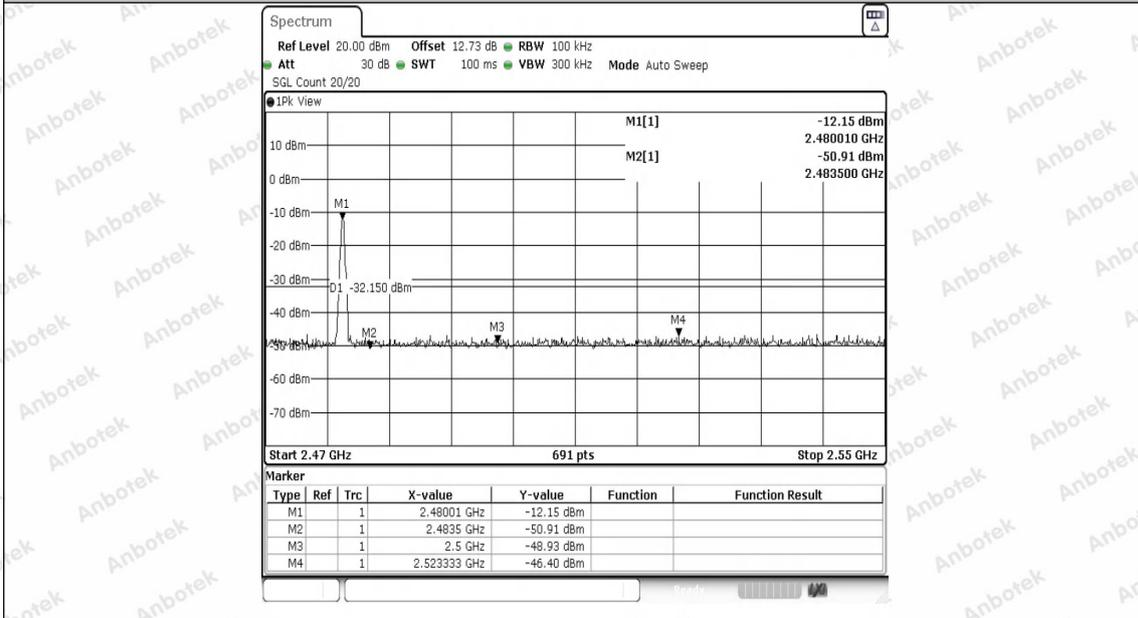 Spectrum
Ref Level 20.00 dBm Offset 12.73 dB RBW 100 kHz
Att 30 dB SWT 100 ms VBW 300 kHz Mode Auto Sweep
SGL Count 20/20
1Pk View
M1[1] -12.15 dBm
2.480010 GHz
M2[1] -50.91 dBm
2.483500 GHz
10 dBm
0 dBm
M1
-10 dBm
-20 dBm
-30 dBm
D1 -32.150 dBm
-40 dBm
M2
M3
M4
-50 dBm
-60 dBm
-70 dBm
Start 2.47 GHz 691 pts Stop 2.55 GHz
Marker
Type Ref Trc X-value Y-value Function Function Result
M1 1 2.48001 GHz -12.15 dBm
M2 1 2.4835 GHz -50.91 dBm
M3 1 2.5 GHz -48.93 dBm
M4 1 2.523333 GHz -46.40 dBm
Ready
Anbotek